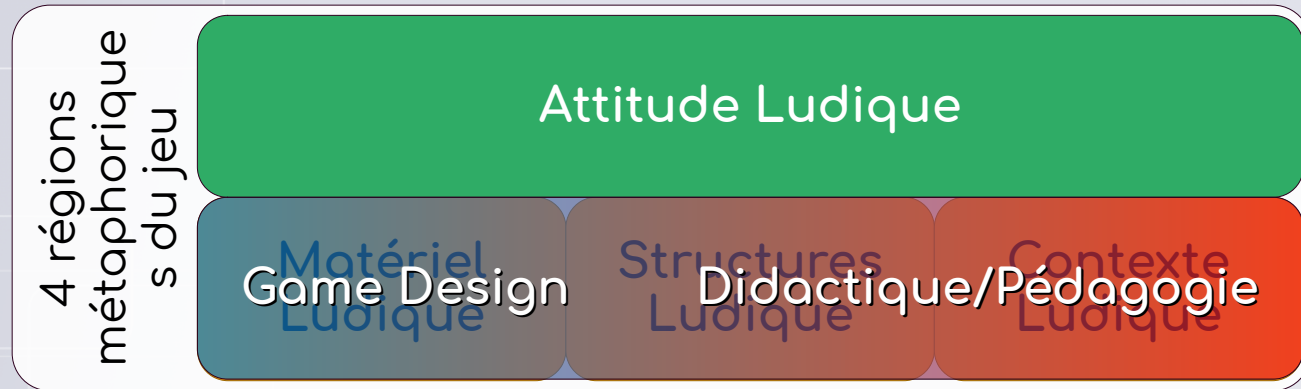 4 régions
métaphorique
s du jeu
Attitude Ludique
Matériel
Ludique
Structures
Ludique
Contexte
Ludique
Game Design
Didactique/Pédagogie